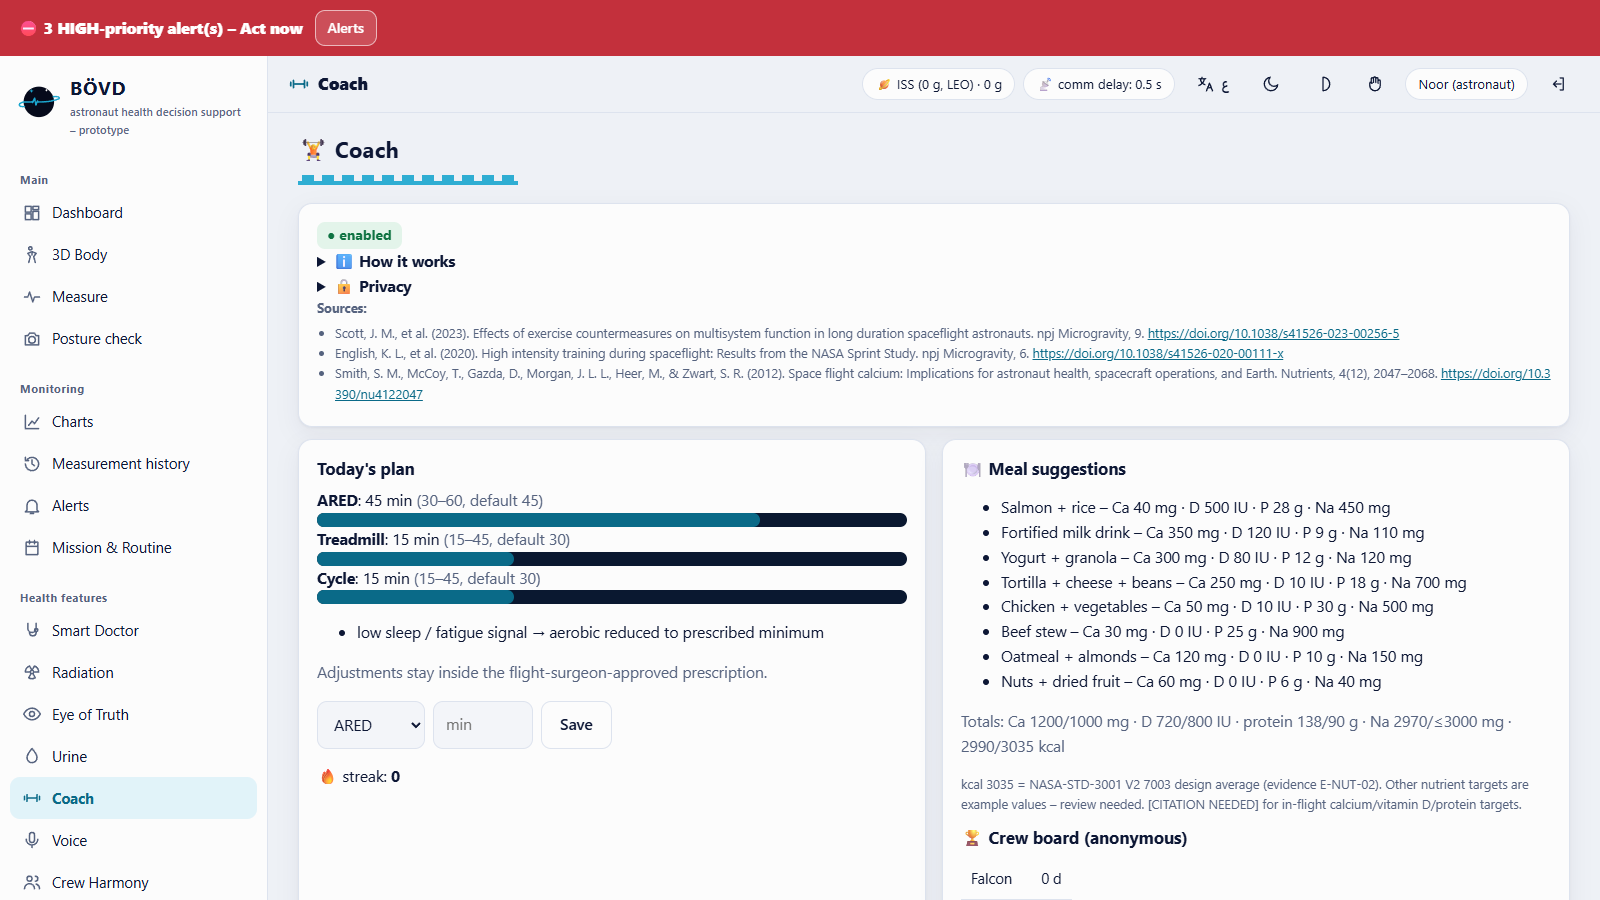 3 HIGH-priority alert(s) – Act now
Alerts
BÖVD
astronaut health decision support
– prototype
Main
Dashboard
3D Body
Measure
Posture check
Monitoring
Charts
Measurement history
Alerts
Mission & Routine
Health features
Smart Doctor
Radiation
Eye of Truth
Urine
Coach
Voice
Crew Harmony
Coach
ISS (0 g, LEO) · 0 g
comm delay: 0.5 s
ع
Noor (astronaut)
Coach
● enabled
How it works
Privacy
Sources:
Scott, J. M., et al. (2023). Effects of exercise countermeasures on multisystem function in long duration spaceflight astronauts. npj Microgravity, 9. https://doi.org/10.1038/s41526-023-00256-5
English, K. L., et al. (2020). High intensity training during spaceflight: Results from the NASA Sprint Study. npj Microgravity, 6. https://doi.org/10.1038/s41526-020-00111-x
Smith, S. M., McCoy, T., Gazda, D., Morgan, J. L. L., Heer, M., & Zwart, S. R. (2012). Space flight calcium: Implications for astronaut health, spacecraft operations, and Earth. Nutrients, 4(12), 2047–2068. https://doi.org/10.3
390/nu4122047
Today's plan
ARED: 45 min (30–60, default 45)
Treadmill: 15 min (15–45, default 30)
Cycle: 15 min (15–45, default 30)
low sleep / fatigue signal → aerobic reduced to prescribed minimum
Adjustments stay inside the flight-surgeon-approved prescription.
ARED
min
Save
streak: 0
Meal suggestions
Salmon + rice – Ca 40 mg · D 500 IU · P 28 g · Na 450 mg
Fortified milk drink – Ca 350 mg · D 120 IU · P 9 g · Na 110 mg
Yogurt + granola – Ca 300 mg · D 80 IU · P 12 g · Na 120 mg
Tortilla + cheese + beans – Ca 250 mg · D 10 IU · P 18 g · Na 700 mg
Chicken + vegetables – Ca 50 mg · D 10 IU · P 30 g · Na 500 mg
Beef stew – Ca 30 mg · D 0 IU · P 25 g · Na 900 mg
Oatmeal + almonds – Ca 120 mg · D 0 IU · P 10 g · Na 150 mg
Nuts + dried fruit – Ca 60 mg · D 0 IU · P 6 g · Na 40 mg
Totals: Ca 1200/1000 mg · D 720/800 IU · protein 138/90 g · Na 2970/≤3000 mg ·
2990/3035 kcal
kcal 3035 = NASA-STD-3001 V2 7003 design average (evidence E-NUT-02). Other nutrient targets are
example values – review needed. [CITATION NEEDED] for in-flight calcium/vitamin D/protein targets.
Crew board (anonymous)
Falcon 0 d